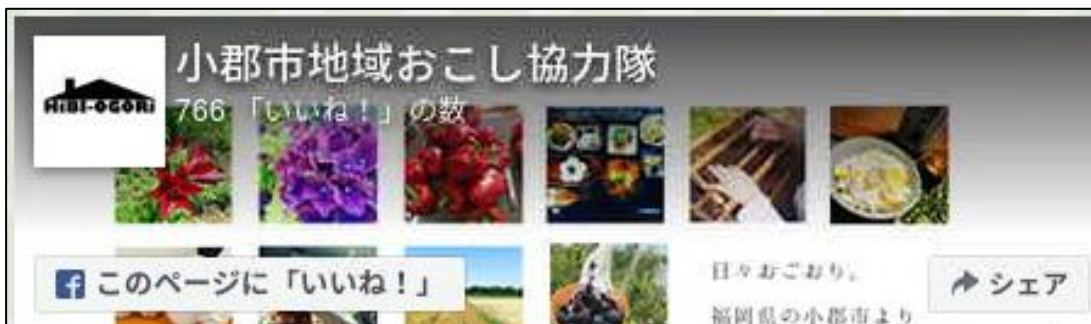 小郡市地域おこし協力隊
HiBI-OGORi
766 「いいね！」の数
日々おごおり。
このページに「いいね！」
シェア
福岡県の小郡市より